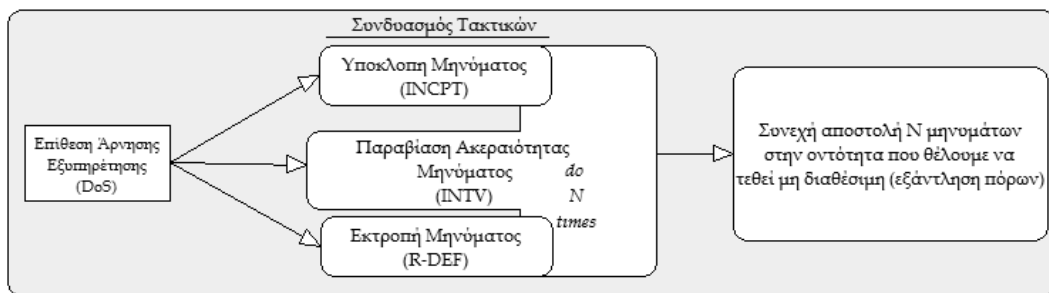 Συνδυασμός Τακτικών
Επίθεση Άρνησης
Εξυπηρέτησης
(DoS)
Υποκλοπη Μηνύματος
(INCPT)
Παραβίαση Ακεραιότητας
Μηνύματος
(INTV)
do
N
times
Εκτροπή Μηνύματος
(R-DEF)
Συνεχή αποστολή Ν μηνυμάτων
στην οντότητα που θέλουμε να
τεθεί μη διαθέσιμη (εξάντληση πόρων)